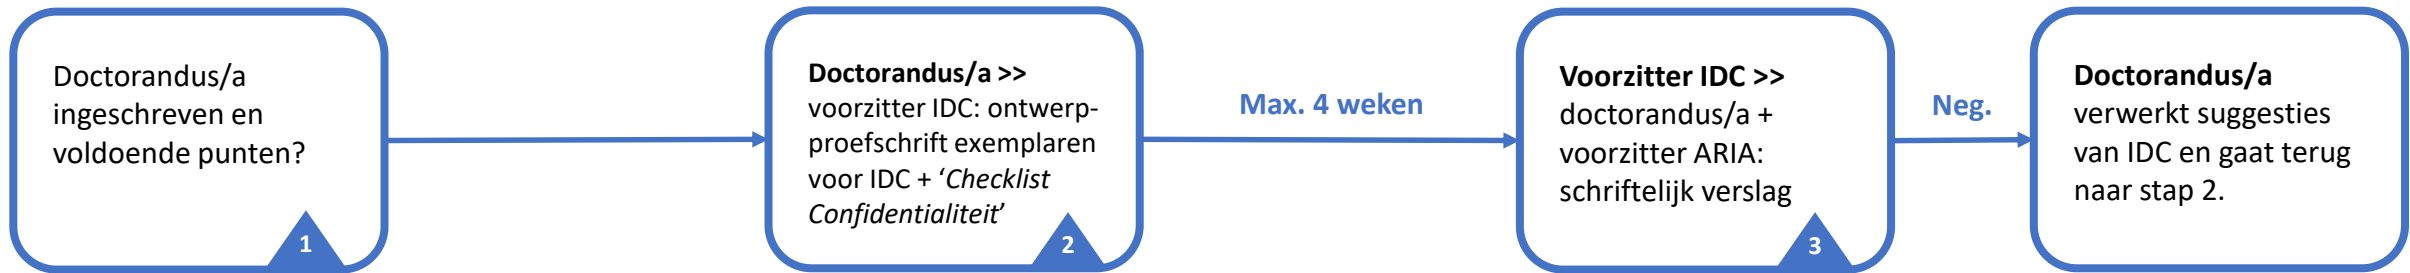 Doctorandus/a
ingeschreven en
voldoende punten?
1
Doctorandus/a >>
voorzitter IDC: ontwerp-
proefschrift exemplaren
voor IDC + ‘Checklist
Confidentialiteit’
2
Max. 4 weken
Voorzitter IDC >>
doctorandus/a +
voorzitter ARIA:
schriftelijk verslag
3
Neg.
Doctorandus/a
verwerkt suggesties
van IDC en gaat terug
naar stap 2.